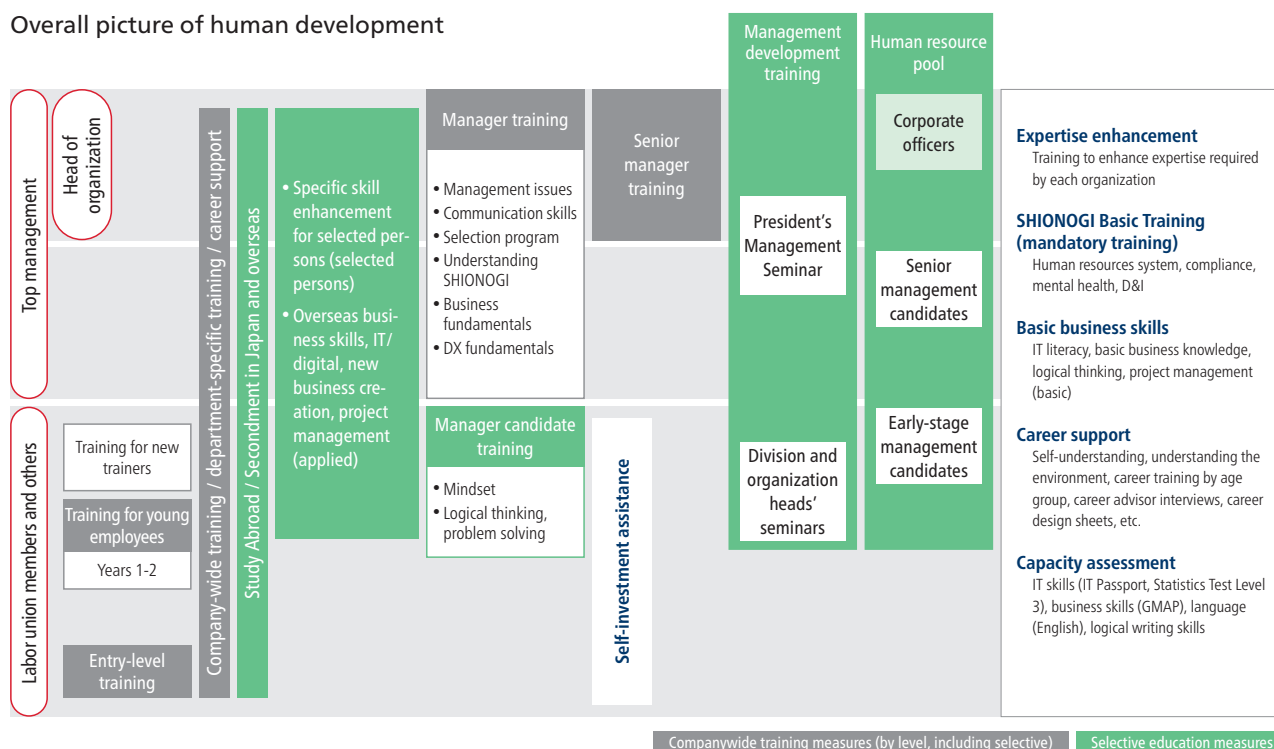 Overall picture of human development
Management
development
training
Human resource
pool
Top management
Head of
organization
Company-wide training / department-specific training / career support
Study Abroad / Secondment in Japan and overseas
• Specific skill
enhancement
for selected per-
sons (selected
persons)
• Overseas busi-
ness skills, IT/
digital, new
business cre-
ation, project
management
(applied)
Manager training
• Management issues
• Communication skills
• Selection program
• Understanding
SHIONOGI
• Business
fundamentals
• DX fundamentals
Senior
manager
training
President's
Management
Seminar
Corporate
officers
Senior
management
candidates
Labor union members and others
Training for new
trainers
Training for young
employees
Years 1-2
Entry-level
training
Manager candidate
training
• Mindset
• Logical thinking,
problem solving
Self-investment assistance
Division and
organization
heads'
seminars
Early-stage
management
candidates
Expertise enhancement
Training to enhance expertise required
by each organization
SHIONOGI Basic Training
(mandatory training)
Human resources system, compliance,
mental health, D&I
Basic business skills
IT literacy, basic business knowledge,
logical thinking, project management
(basic)
Career support
Self-understanding, understanding the
environment, career training by age
group, career advisor interviews, career
design sheets, etc.
Capacity assessment
IT skills (IT Passport, Statistics Test Level
3), business skills (GMAP), language
(English), logical writing skills
Companywide training measures (by level, including selective)
Selective education measures